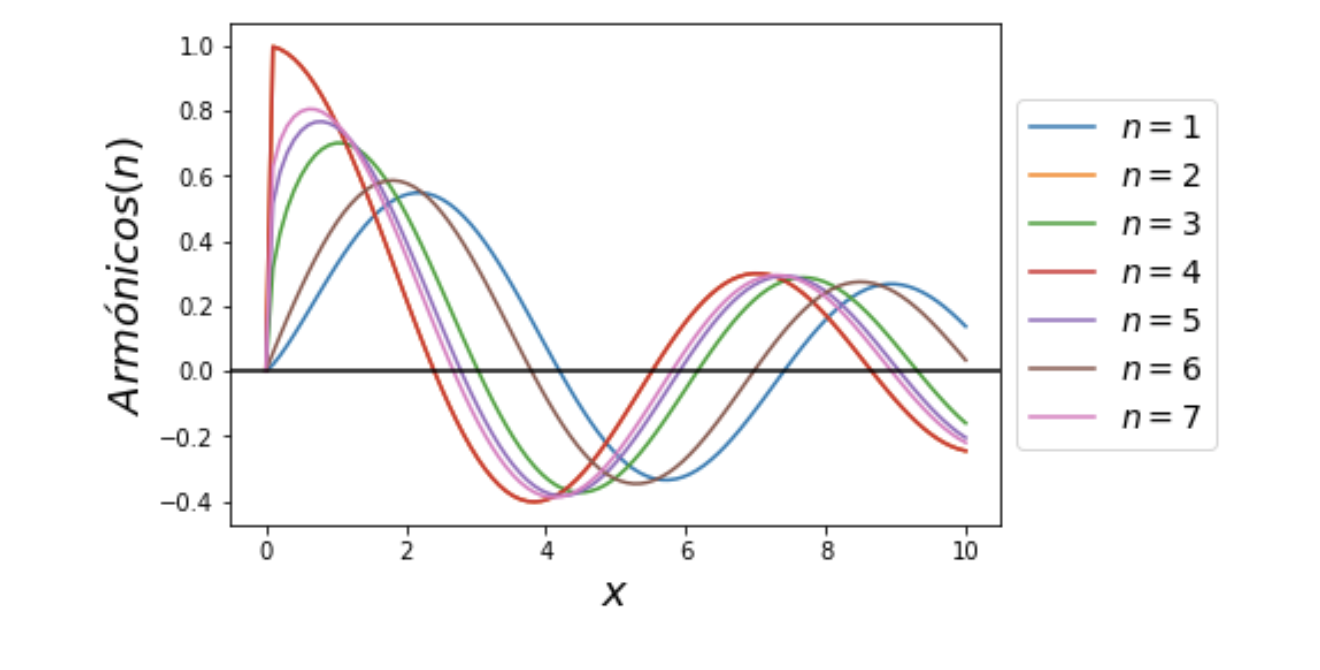 1.0
0.8
0.6
0.4
0.2
0.0
−0.2
−0.4
Armónicos(n)
0 2 4 6 8 10
x
n = 1
n = 2
n = 3
n = 4
n = 5
n = 6
n = 7